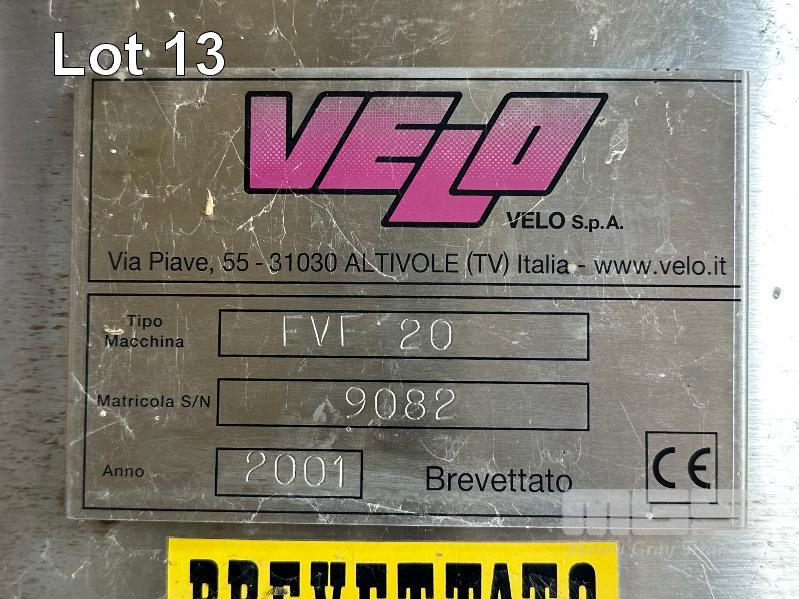 Lot 13
VELO
VELO S.p.A.
Via Piave, 55 - 31030 ALTIVOLE (TV) Italia - www.velo.it
Tipo
Macchina
FVF 20
Matricola S/N
9082
Anno
2001
Brevettato
CE
BREVETTATO